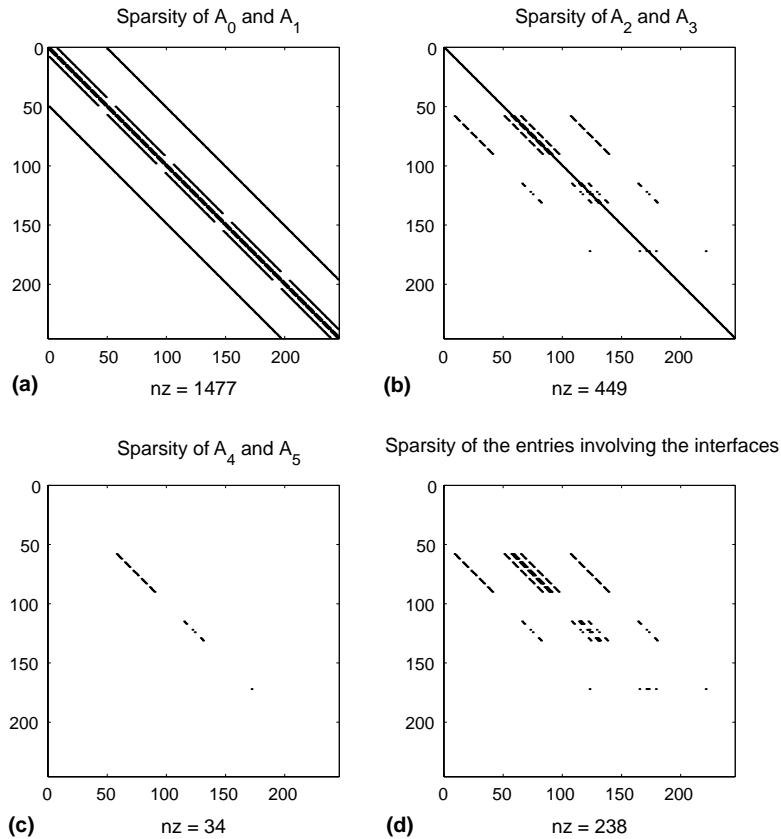 Sparsity of A0 and A1
0
50
100
150
200
0 50 100 150 200
(a) nz = 1477
Sparsity of A2 and A3
0
50
100
150
200
0 50 100 150 200
(b) nz = 449
Sparsity of A4 and A5
0
50
100
150
200
0 50 100 150 200
(c) nz = 34
Sparsity of the entries involving the interfaces
0
50
100
150
200
0 50 100 150 200
(d) nz = 238